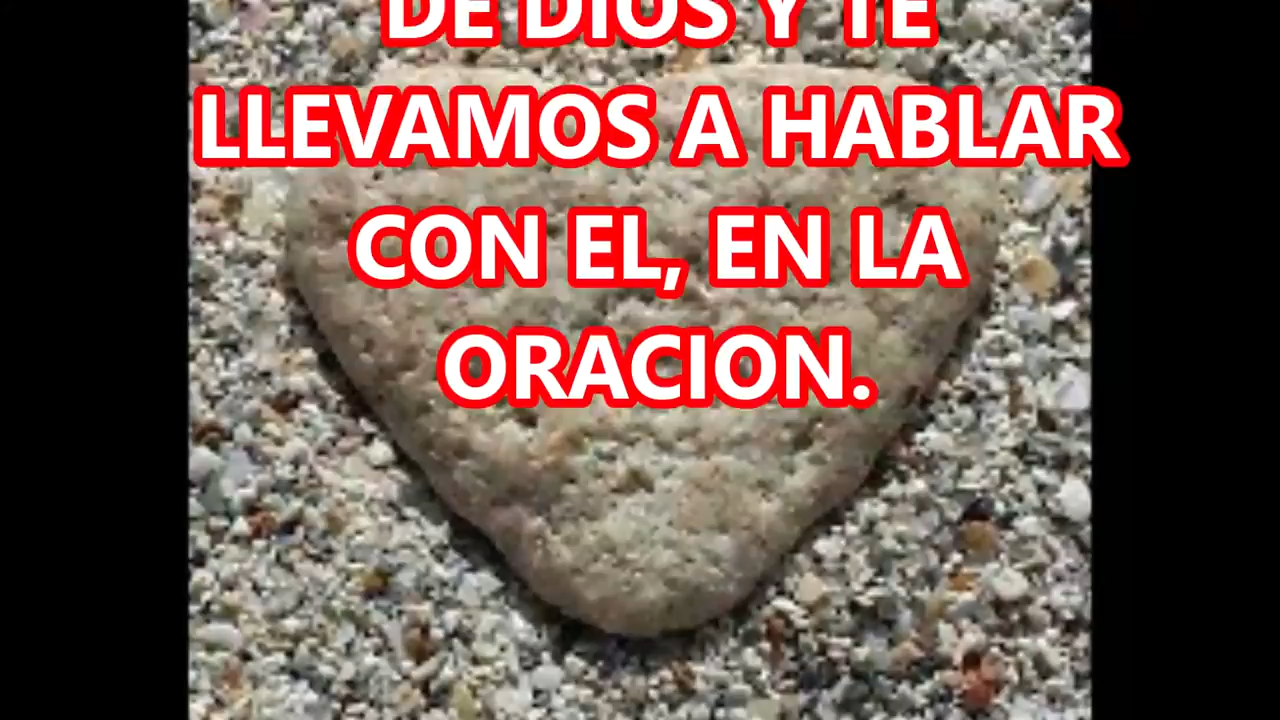 DE DIOS Y TE
LLEVAMOS A HABLAR
CON EL, EN LA
ORACION.